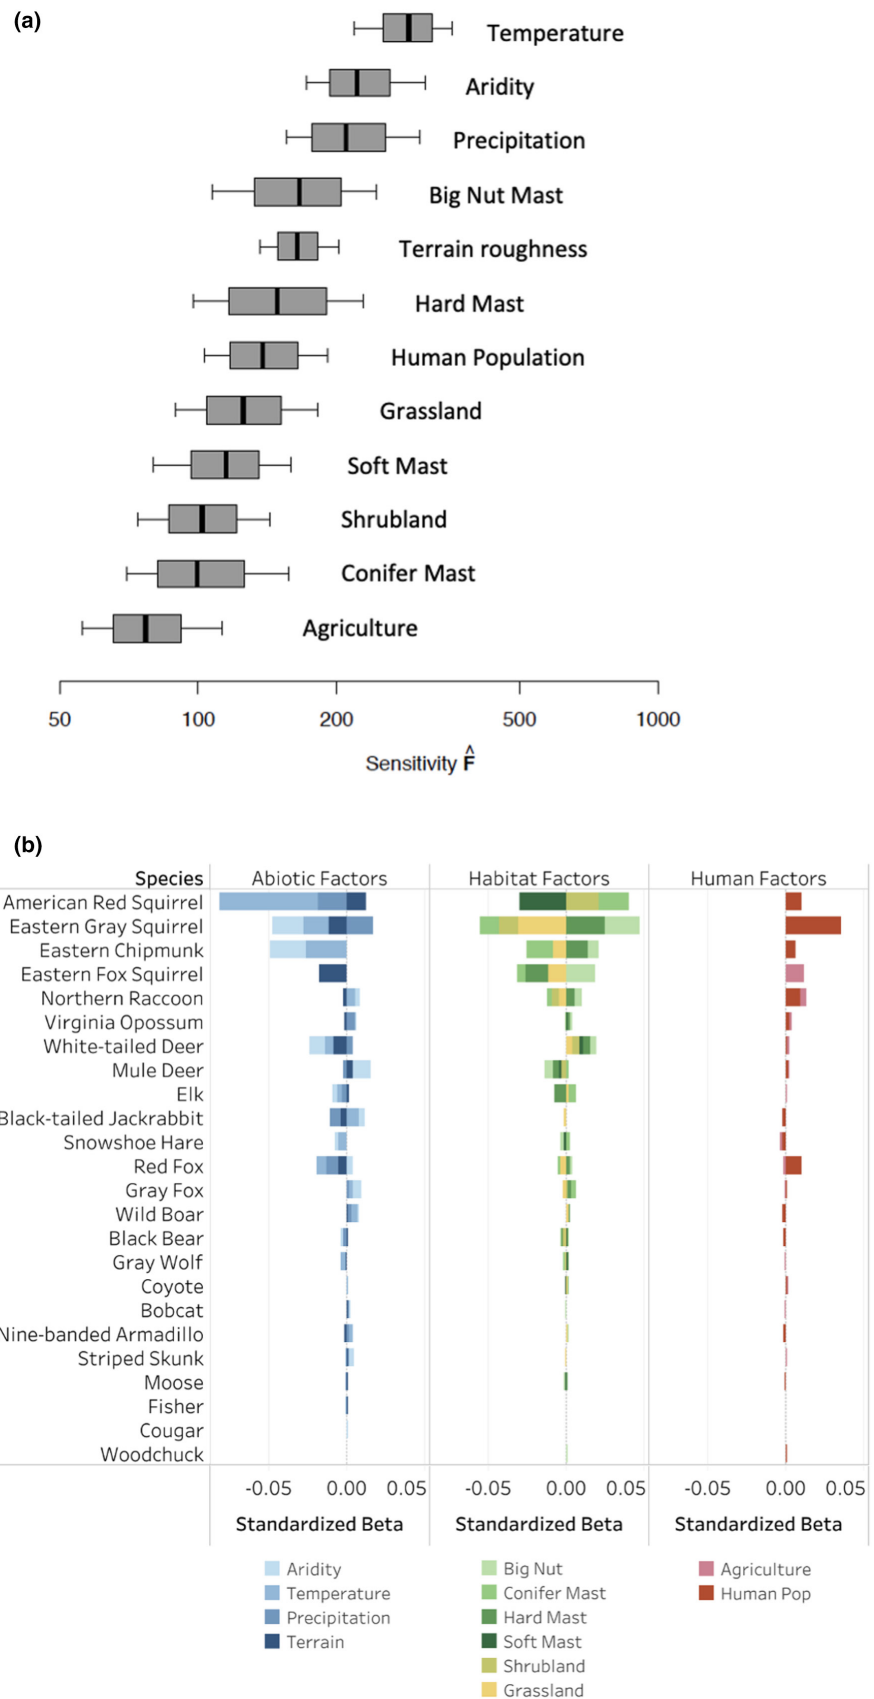 (a)
Temperature
Aridity
Precipitation
Big Nut Mast
Terrain roughness
Hard Mast
Human Population
Grassland
Soft Mast
Shrubland
Conifer Mast
Agriculture
50 100 200 500 1000
Sensitivity F̂
(b)
Species Abiotic Factors Habitat Factors Human Factors
American Red Squirrel
Eastern Gray Squirrel
Eastern Chipmunk
Eastern Fox Squirrel
Northern Raccoon
Virginia Opossum
White-tailed Deer
Mule Deer
Elk
Black-tailed Jackrabbit
Snowshoe Hare
Red Fox
Gray Fox
Wild Boar
Black Bear
Gray Wolf
Coyote
Bobcat
Nine-banded Armadillo
Striped Skunk
Moose
Fisher
Cougar
Woodchuck
-0.05 0.00 0.05 -0.05 0.00 0.05 -0.05 0.00 0.05
Standardized Beta Standardized Beta Standardized Beta
Aridity Big Nut Agriculture
Temperature Conifer Mast Human Pop
Precipitation Hard Mast
Terrain Soft Mast
Shrubland
Grassland